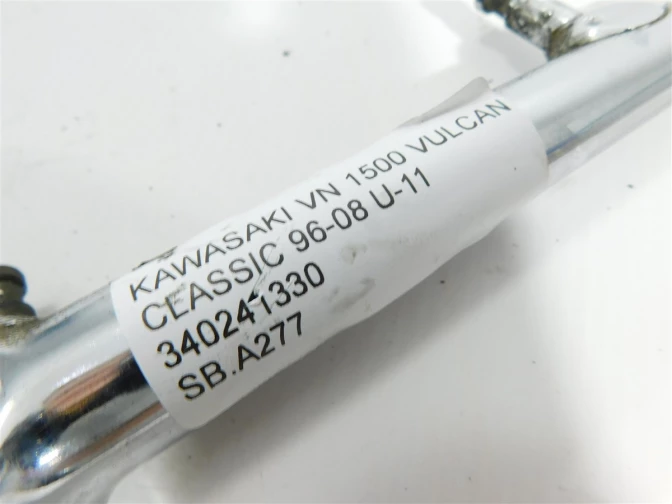 KAWASAKI VN 1500 VULCAN
CLASSIC 96-08 U-11
340241330
SB.A277